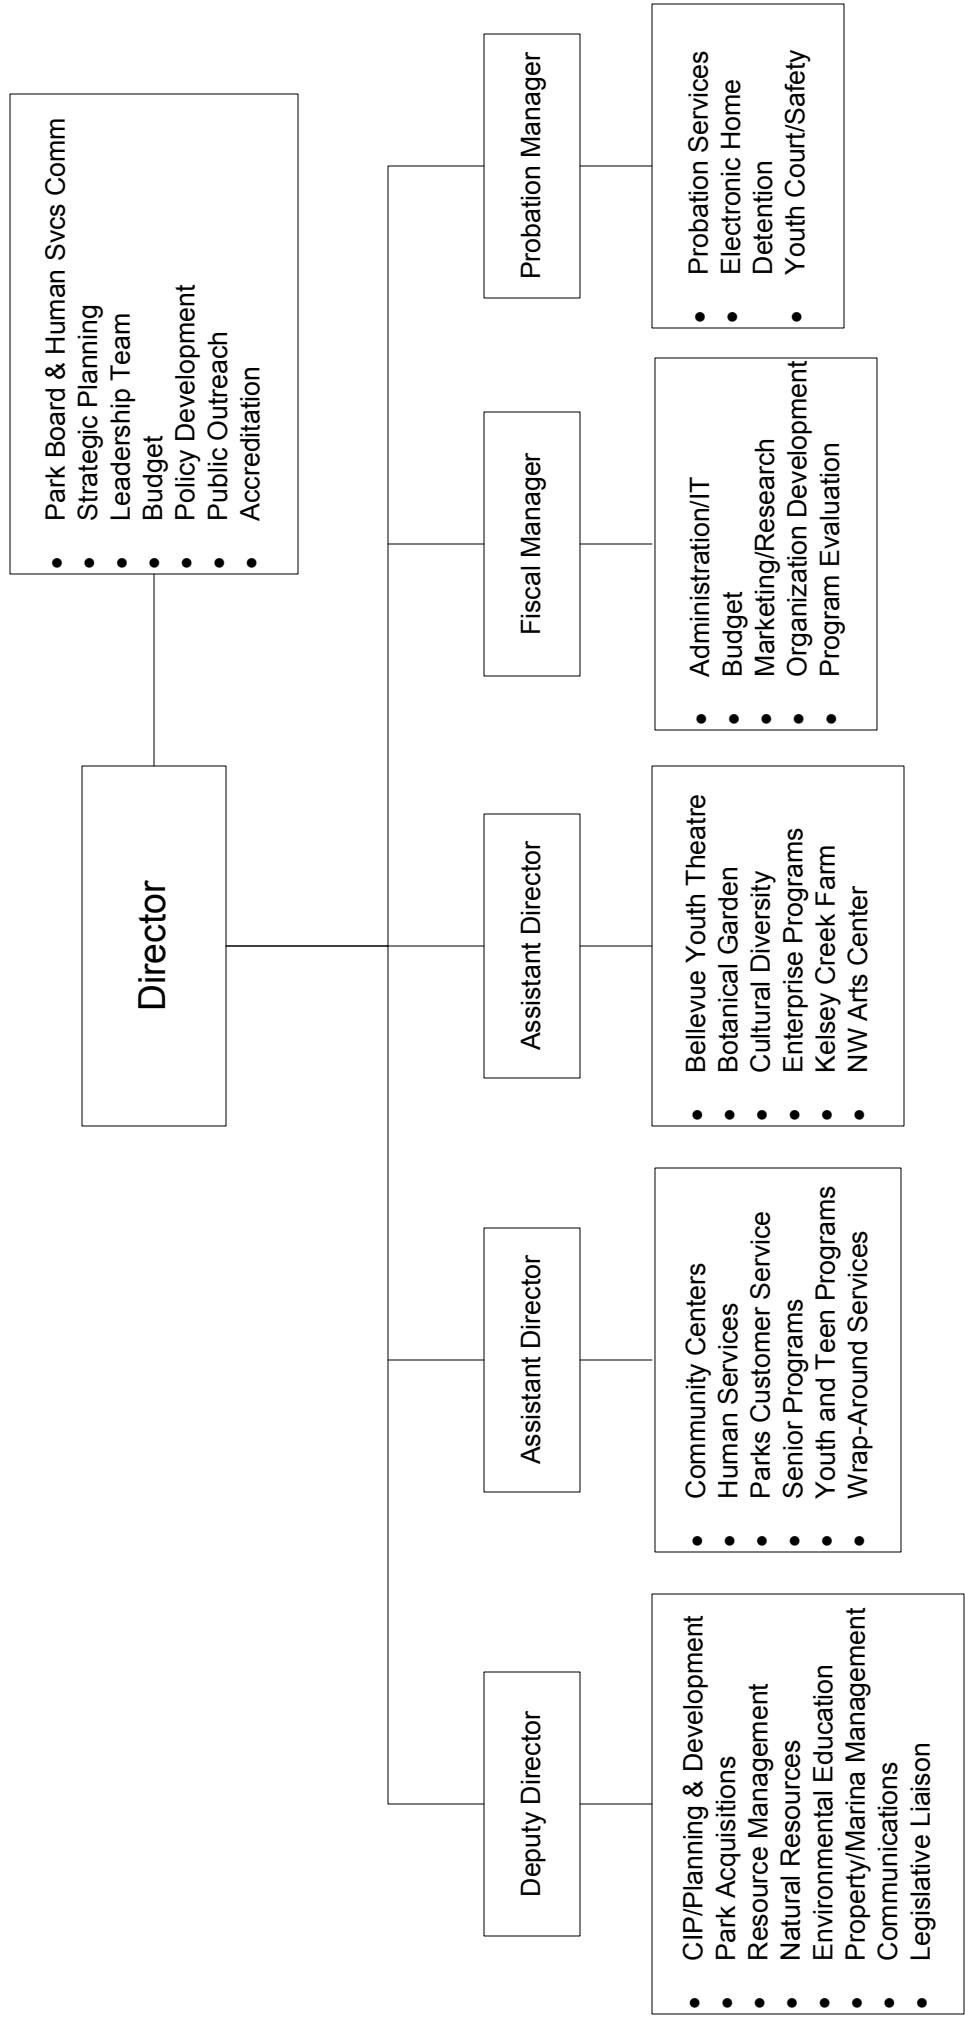 Director
• Park Board & Human Svcs Comm
• Strategic Planning
• Leadership Team
• Budget
• Policy Development
• Public Outreach
• Accreditation
Deputy Director
• CIP/Planning & Development
• Park Acquisitions
• Resource Management
• Natural Resources
• Environmental Education
• Property/Marina Management
• Communications
• Legislative Liaison
Assistant Director
• Community Centers
• Human Services
• Parks Customer Service
• Senior Programs
• Youth and Teen Programs
• Wrap-Around Services
Assistant Director
• Bellevue Youth Theatre
• Botanical Garden
• Cultural Diversity
• Enterprise Programs
• Kelsey Creek Farm
• NW Arts Center
Fiscal Manager
• Administration/IT
• Budget
• Marketing/Research
• Organization Development
• Program Evaluation
Probation Manager
• Probation Services
• Electronic Home
Detention
• Youth Court/Safety